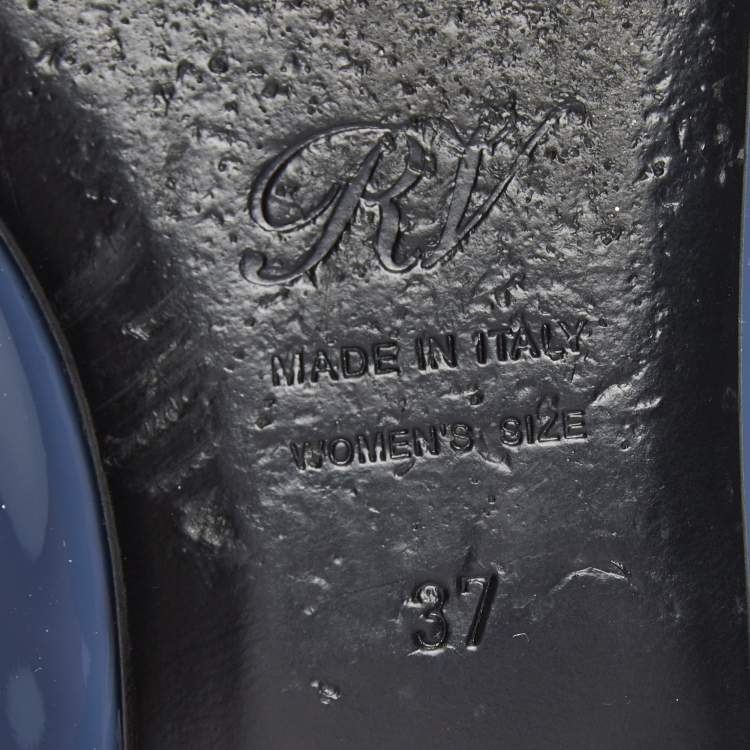 RV
MADE IN ITALY
WOMEN'S SIZE
37